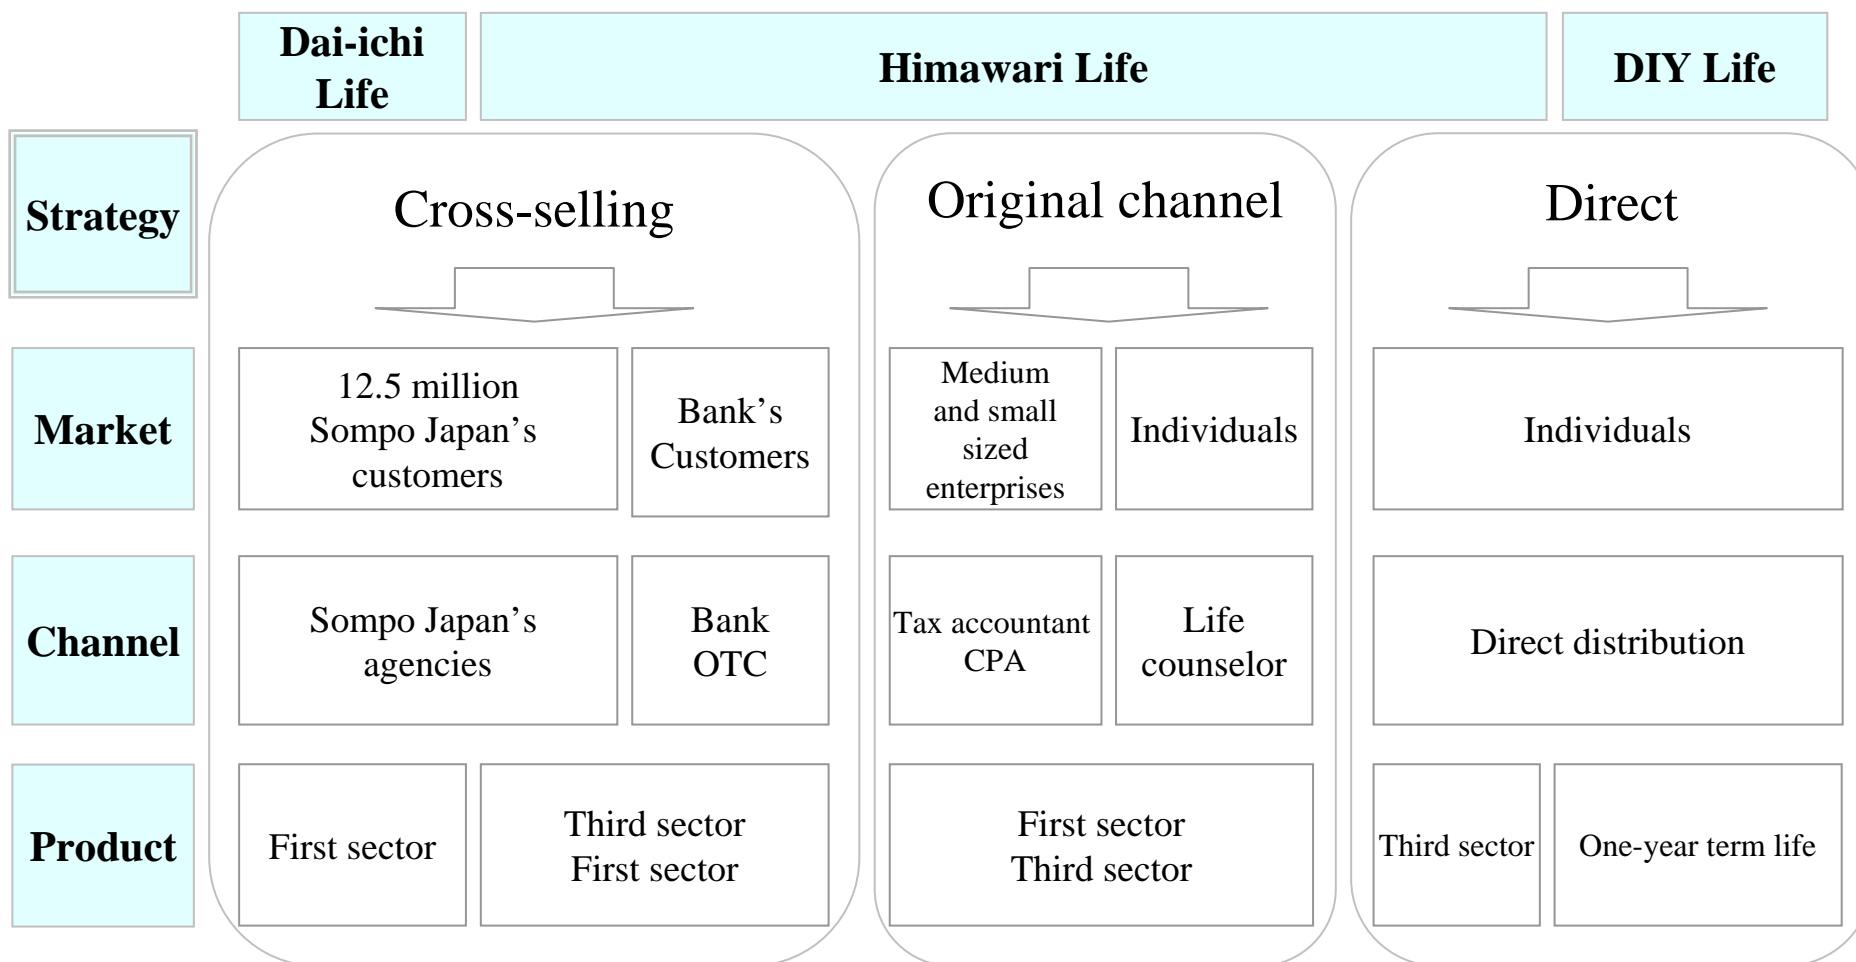 Dai-ichi
Life
Himawari Life
DIY Life
Strategy
Cross-selling
Original channel
Direct
Market
12.5 million
Sompo Japan’s
customers
Bank’s
Customers
Medium
and small
sized
enterprises
Individuals
Individuals
Channel
Sompo Japan’s
agencies
Bank
OTC
Tax accountant
CPA
Life
counselor
Direct distribution
Product
First sector
Third sector
First sector
First sector
Third sector
Third sector
One-year term life